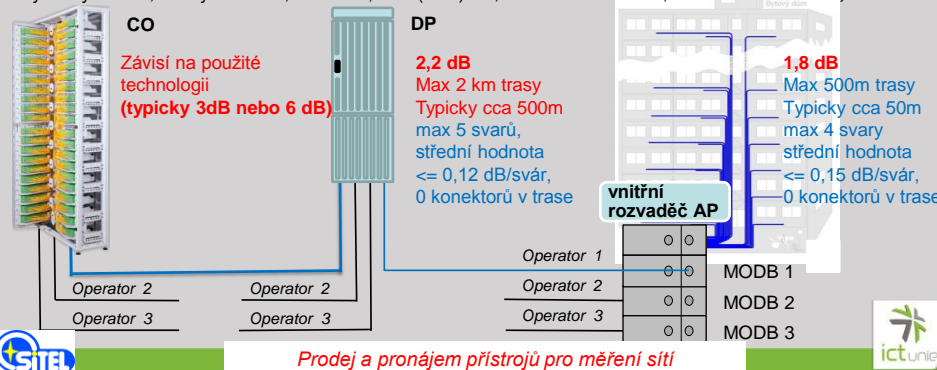 CO
Závisí na použité
technologii
(typicky 3dB nebo 6 dB)
DP
2,2 dB
Max 2 km trasy
Typicky cca 500m
max 5 svarů,
střední hodnota
<= 0,12 dB/svár,
0 konektorů v trase
Bytový dům
1,8 dB
Max 500m trasy
Typicky cca 50m
max 4 svary
střední hodnota
<= 0,15 dB/svár,
0 konektorů v trase
vnitřní
rozvaděč AP
Operator 1
Operator 2
Operator 3
Operator 2
Operator 3
Operator 2
Operator 3
MODB 1
MODB 2
MODB 3
SITEL
Prodej a pronájem přístrojů pro měření sítí
ict unie